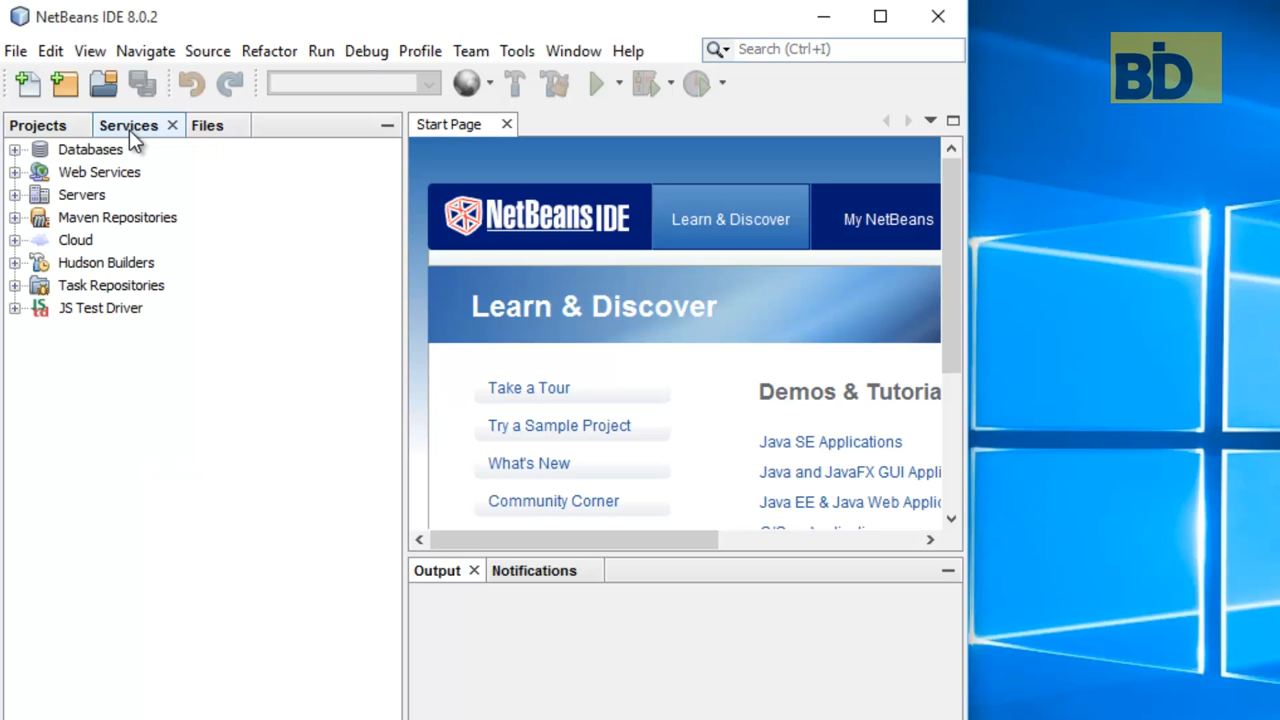 NetBeans IDE 8.0.2
File Edit View Navigate Source Refactor Run Debug Profile Team Tools Window Help
Search (Ctrl+I)
BID
Projects Services Files
Start Page
Databases
Web Services
Servers
Maven Repositories
Cloud
Hudson Builders
Task Repositories
JS Test Driver
NetBeans IDE
Learn & Discover
My NetBeans
Learn & Discover
Take a Tour
Try a Sample Project
What's New
Community Corner
Demos & Tutoria
Java SE Applications
Java and JavaFX GUI Appli
Java EE & Java Web Applic
Output Notifications